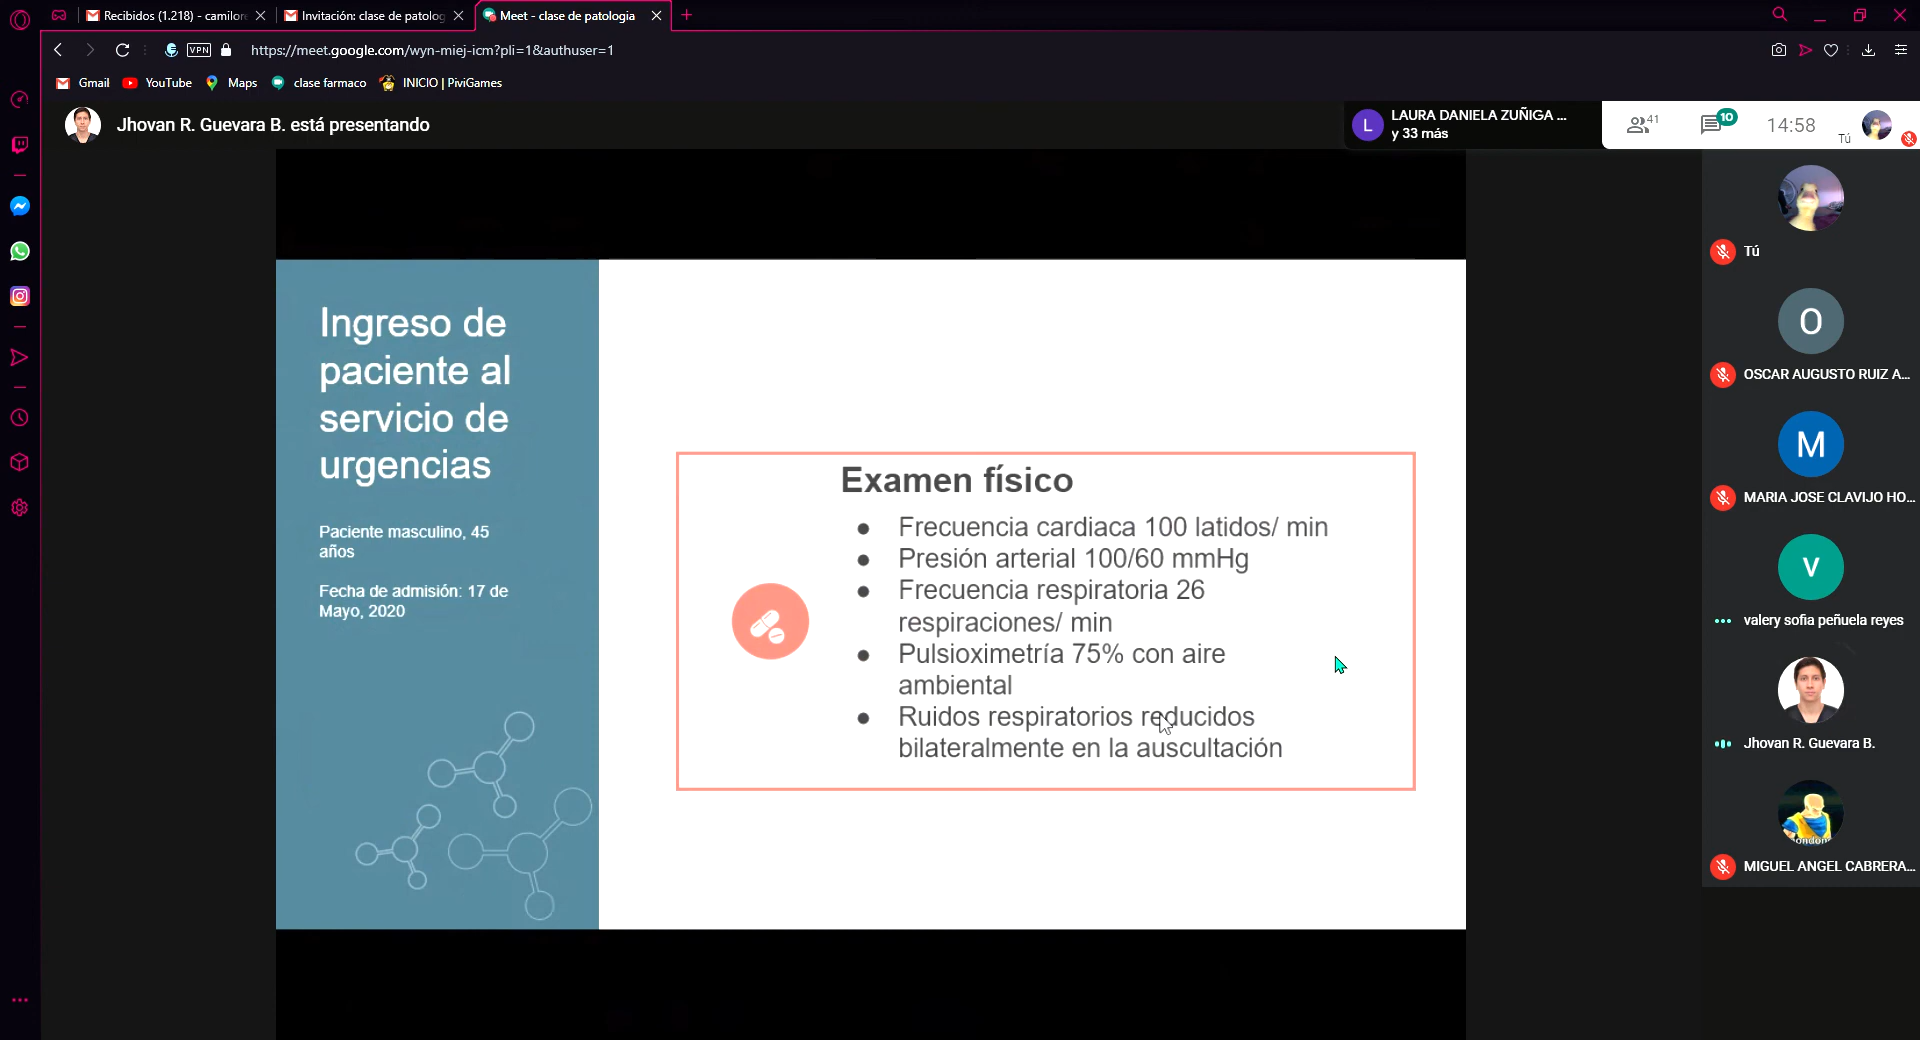 Recibidos (1.218) - camilore
Invitación: clase de patolog
Meet - clase de patologia
VPN
https://meet.google.com/wyn-miej-icm?pli=1&authuser=1
Gmail
YouTube
Maps
clase farmaco
INICIO | PiviGames
Jhovan R. Guevara B. está presentando
L
LAURA DANIELA ZUÑIGA ...
y 33 más
41
10
14:58
Tú
Ingreso de
paciente al
servicio de
urgencias
Paciente masculino, 45
años
Fecha de admisión: 17 de
Mayo, 2020
Examen físico
● Frecuencia cardiaca 100 latidos/ min
● Presión arterial 100/60 mmHg
● Frecuencia respiratoria 26
respiraciones/ min
● Pulsioximetría 75% con aire
ambiental
● Ruidos respiratorios reducidos
bilateralmente en la auscultación
Tú
O
OSCAR AUGUSTO RUIZ A...
M
MARIA JOSE CLAVIJO HO...
V
valery sofia peñuela reyes
Jhovan R. Guevara B.
MIGUEL ANGEL CABRERA...